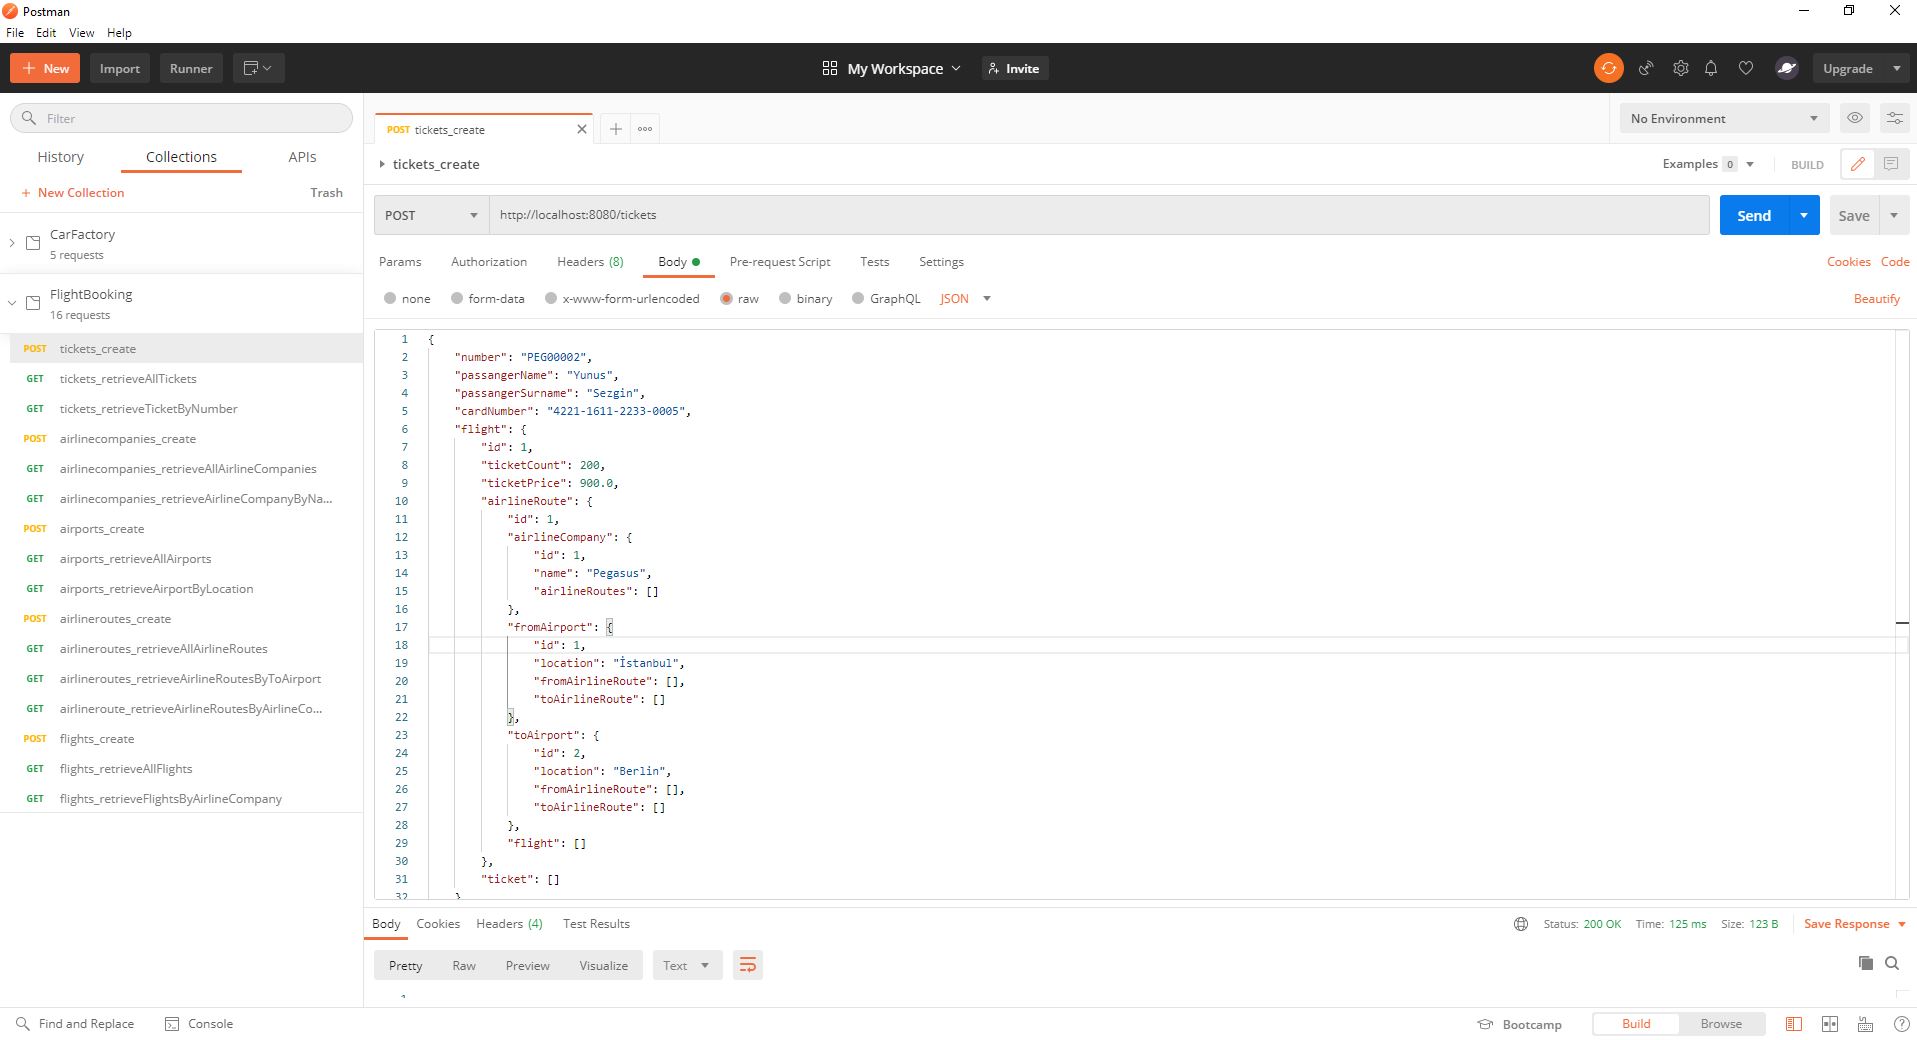 Postman
File Edit View Help
New Import Runner My Workspace Invite Upgrade
Filter
History Collections APIs
+ New Collection Trash
CarFactory
5 requests
FlightBooking
16 requests
POST tickets_create
GET tickets_retrieveAllTickets
GET tickets_retrieveTicketByNumber
POST airlinecompanies_create
GET airlinecompanies_retrieveAllAirlineCompanies
GET airlinecompanies_retrieveAirlineCompanyByNa...
POST airports_create
GET airports_retrieveAllAirports
GET airports_retrieveAirportByLocation
POST airlineroutes_create
GET airlineroutes_retrieveAllAirlineRoutes
GET airlineroutes_retrieveAirlineRoutesByToAirport
GET airlineroute_retrieveAirlineRoutesByAirlineCo...
POST flights_create
GET flights_retrieveAllFlights
GET flights_retrieveFlightsByAirlineCompany
POST tickets_create
No Environment
tickets_create
Examples 0 BUILD
POST http://localhost:8080/tickets Send Save
Params Authorization Headers (8) Body Pre-request Script Tests Settings Cookies Code
none form-data x-www-form-urlencoded raw binary GraphQL JSON Beautify
1 {
2 "number": "PEG00002",
3 "passangerName": "Yunus",
4 "passangerSurname": "Sezgin",
5 "cardNumber": "4221-1611-2233-0005",
6 "flight": {
7 "id": 1,
8 "ticketCount": 200,
9 "ticketPrice": 900.0,
10 "airlineRoute": {
11 "id": 1,
12 "airlineCompany": {
13 "id": 1,
14 "name": "Pegasus",
15 "airlineRoutes": []
16 },
17 "fromAirport": {
18 "id": 1,
19 "location": "İstanbul",
20 "fromAirlineRoute": [],
21 "toAirlineRoute": []
22 },
23 "toAirport": {
24 "id": 2,
25 "location": "Berlin",
26 "fromAirlineRoute": [],
27 "toAirlineRoute": []
28 },
29 "flight": []
30 },
31 "ticket": []
32 }
Body Cookies Headers (4) Test Results Status: 200 OK Time: 125 ms Size: 123 B Save Response
Pretty Raw Preview Visualize Text
1
Find and Replace Console Bootcamp Build Browse